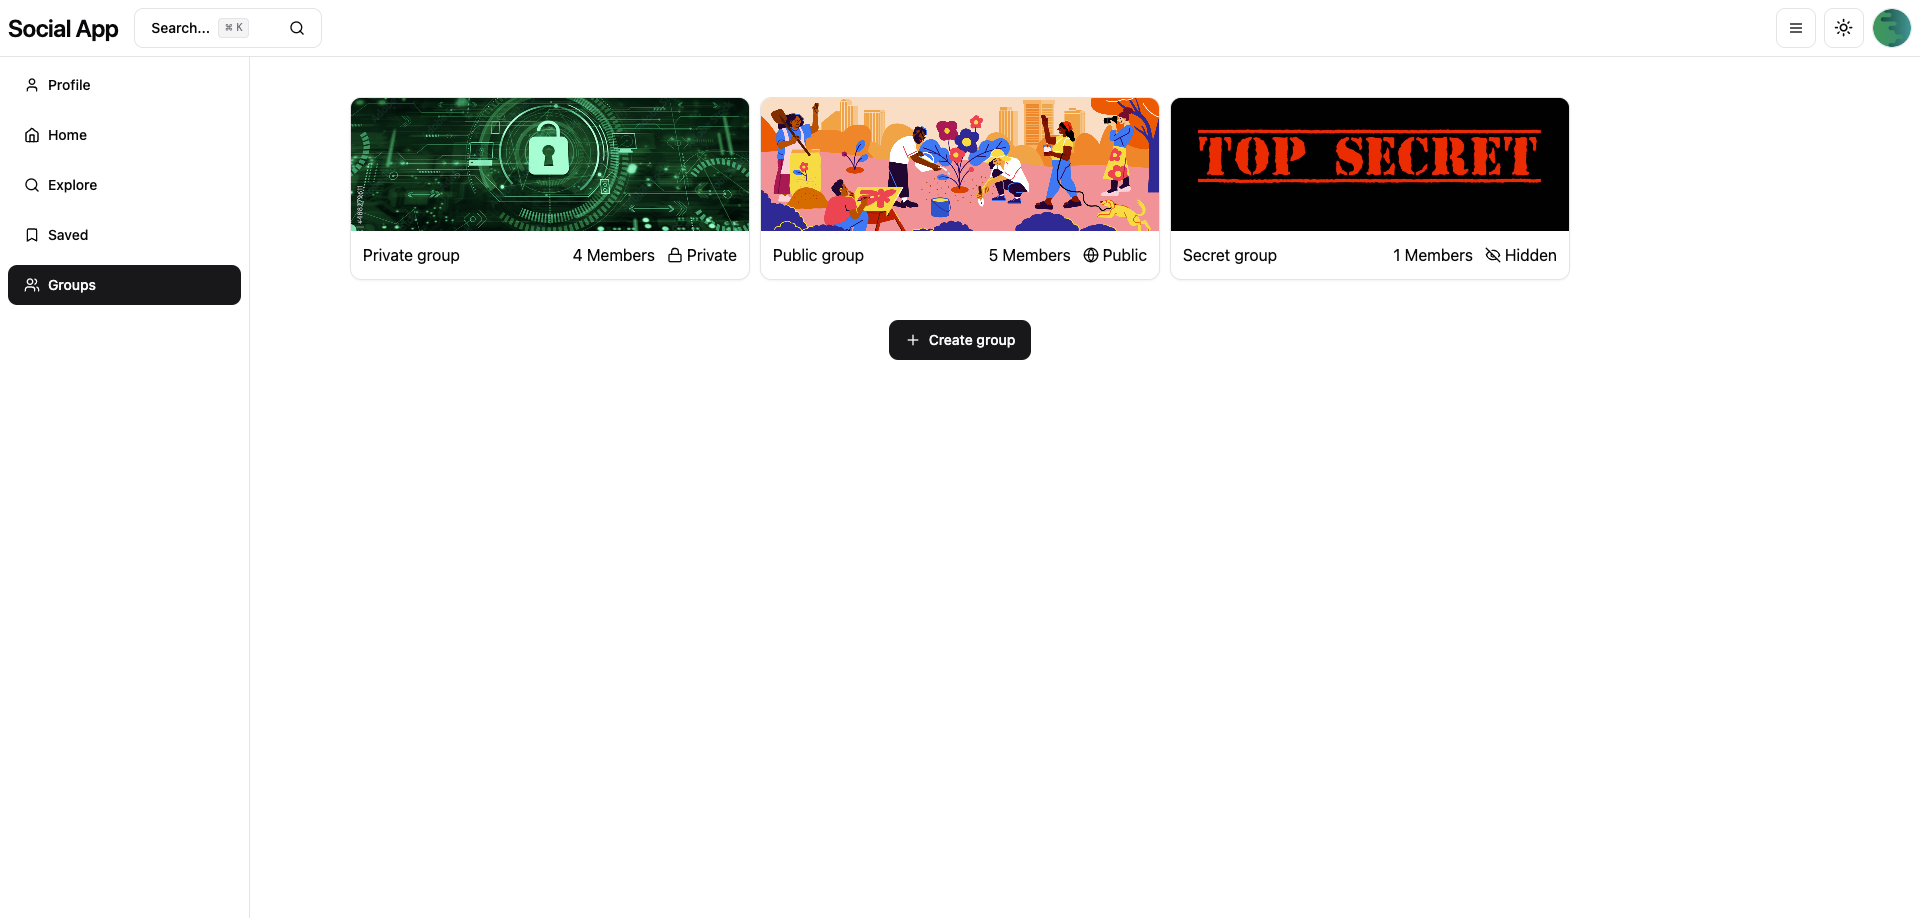 Social App
Search... ⌘ K
Profile
Home
Explore
Saved
Groups
TOP SECRET
Private group 4 Members Private
Public group 5 Members Public
Secret group 1 Members Hidden
Create group